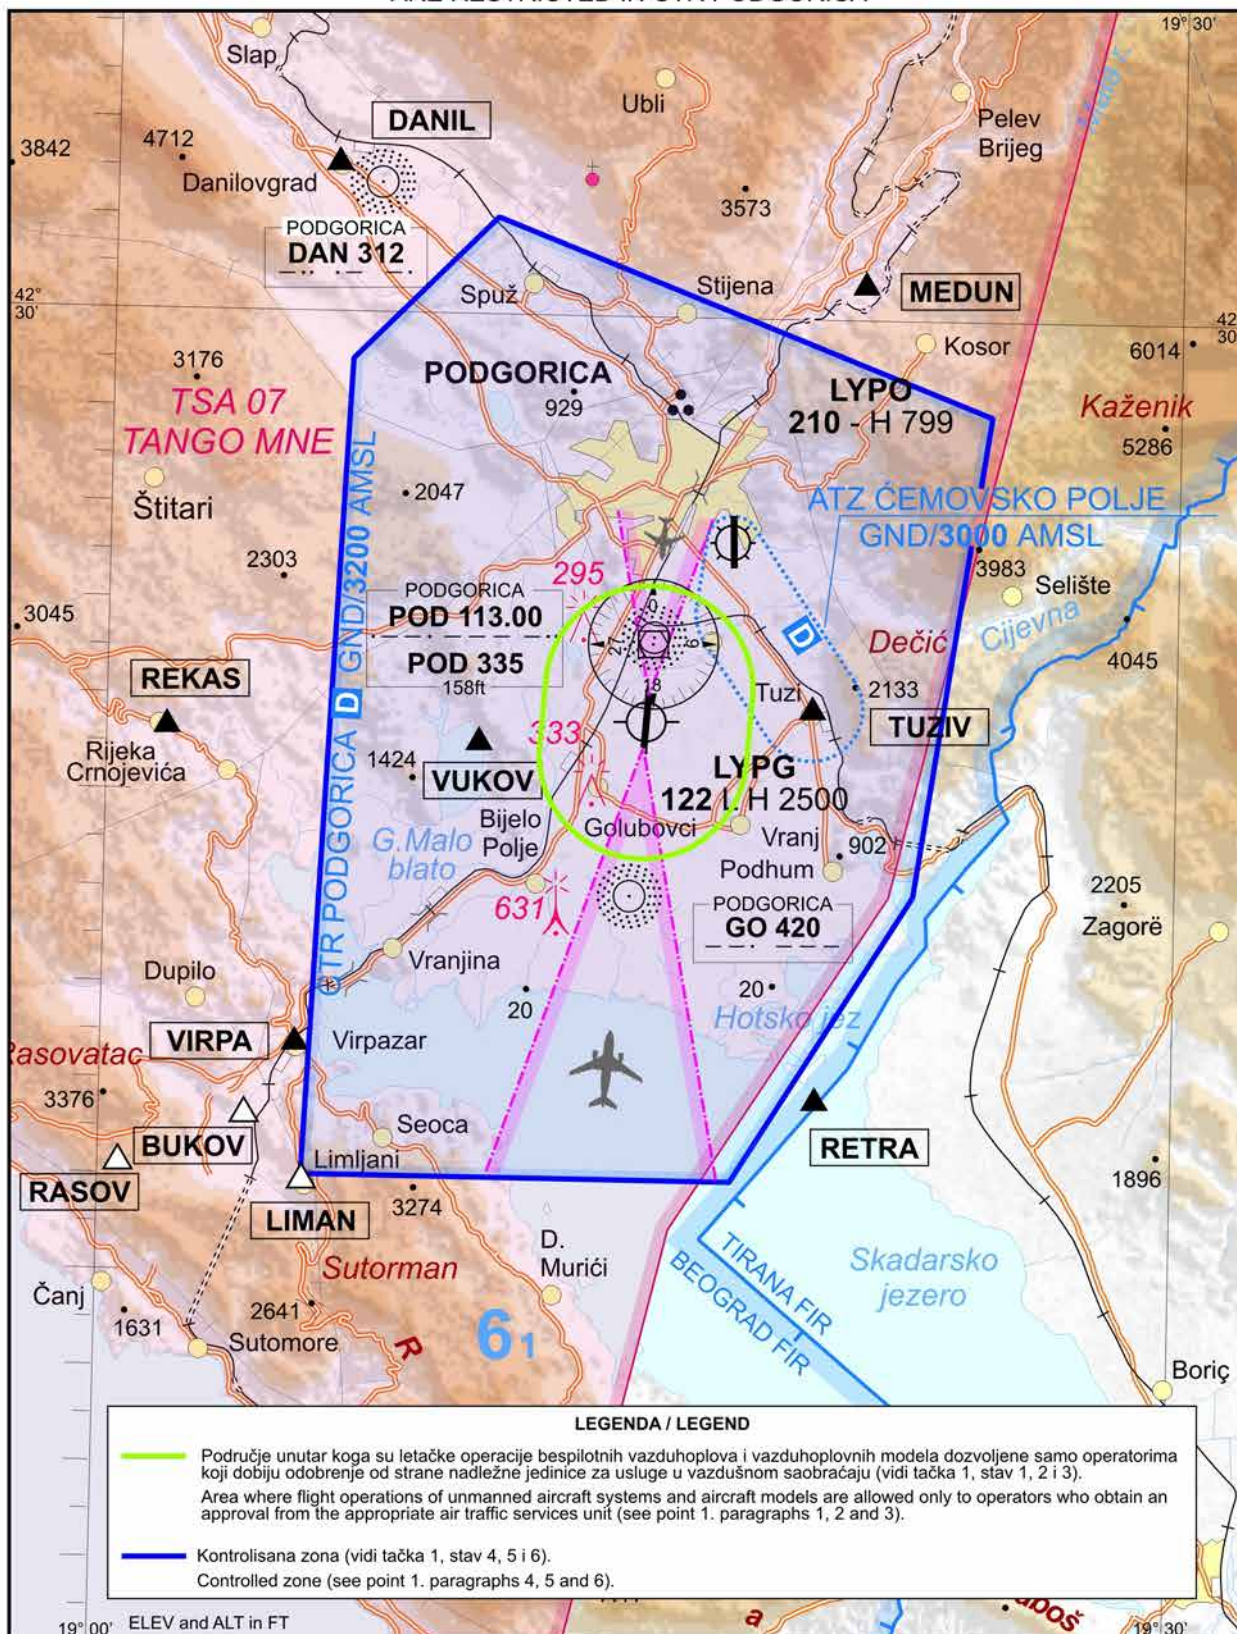 ARE RESTRICTED IN CTR PODGORICA
19° 30'
Slap
Ubli
Mala r.
Pelev
Brijeg
DANIL
3842
4712
Danilovgrad
3573
PODGORICA
DAN 312
Stijena
MEDUN
Spuž
42°
30'
42
30
Kosor
6014
3176
PODGORICA
929
LYPO
210 - H 799
Kaženik
5286
TSA 07
TANGO MNE
Štitari
2047
ATZ ĆEMOVSKO POLJE
GND/3000 AMSL
CTR PODGORICA D GND/3200 AMSL
2303
3983
Selište
295
PODGORICA
POD 113.00
POD 335
158ft
0
9
18
27
D
Cijevna
3045
Dečić
4045
REKAS
Tuzi
2133
TUZIV
Rijeka
Crnojevića
333
1424
VUKOV
LYPG
122 L H 2500
Bijelo
Polje
Golubovci
Vranj
G.Malo
blato
902
Podhum
631
PODGORICA
GO 420
2205
Zagorë
Vranjina
Dupilo
20
20
Hotsko jez
VIRPA
Virpazar
Rasovatac
3376
Seoca
BUKOV
RETRA
Limljani
RASOV
1896
LIMAN
3274
D.
Murići
Sutorman
Skadarsko
jezero
TIRANA FIR
BEOGRAD FIR
Čanj
1631
2641
Sutomore
R
61
Boriç
LEGENDA / LEGEND
Područje unutar koga su letačke operacije bespilotnih vazduhoplova i vazduhoplovnih modela dozvoljene samo operatorima
koji dobiju odobrenje od strane nadležne jedinice za usluge u vazdušnom saobraćaju (vidi tačka 1, stav 1, 2 i 3).
Area where flight operations of unmanned aircraft systems and aircraft models are allowed only to operators who obtain an
approval from the appropriate air traffic services unit (see point 1. paragraphs 1, 2 and 3).
Kontrolisana zona (vidi tačka 1, stav 4, 5 i 6).
Controlled zone (see point 1. paragraphs 4, 5 and 6).
a
19° 00'
ELEV and ALT in FT
19° 30'